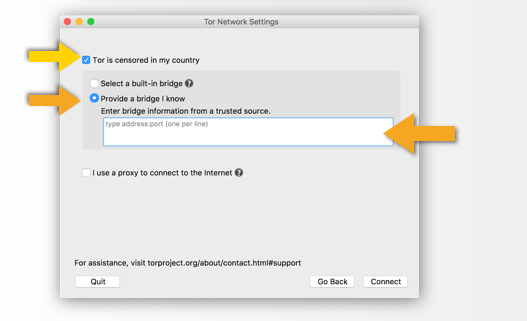 Tor Network Settings
Tor is censored in my country
Select a built-in bridge ?
Provide a bridge I know
Enter bridge information from a trusted source.
type address:port (one per line)
I use a proxy to connect to the Internet ?
For assistance, visit torproject.org/about/contact.html#support
Quit Go Back Connect